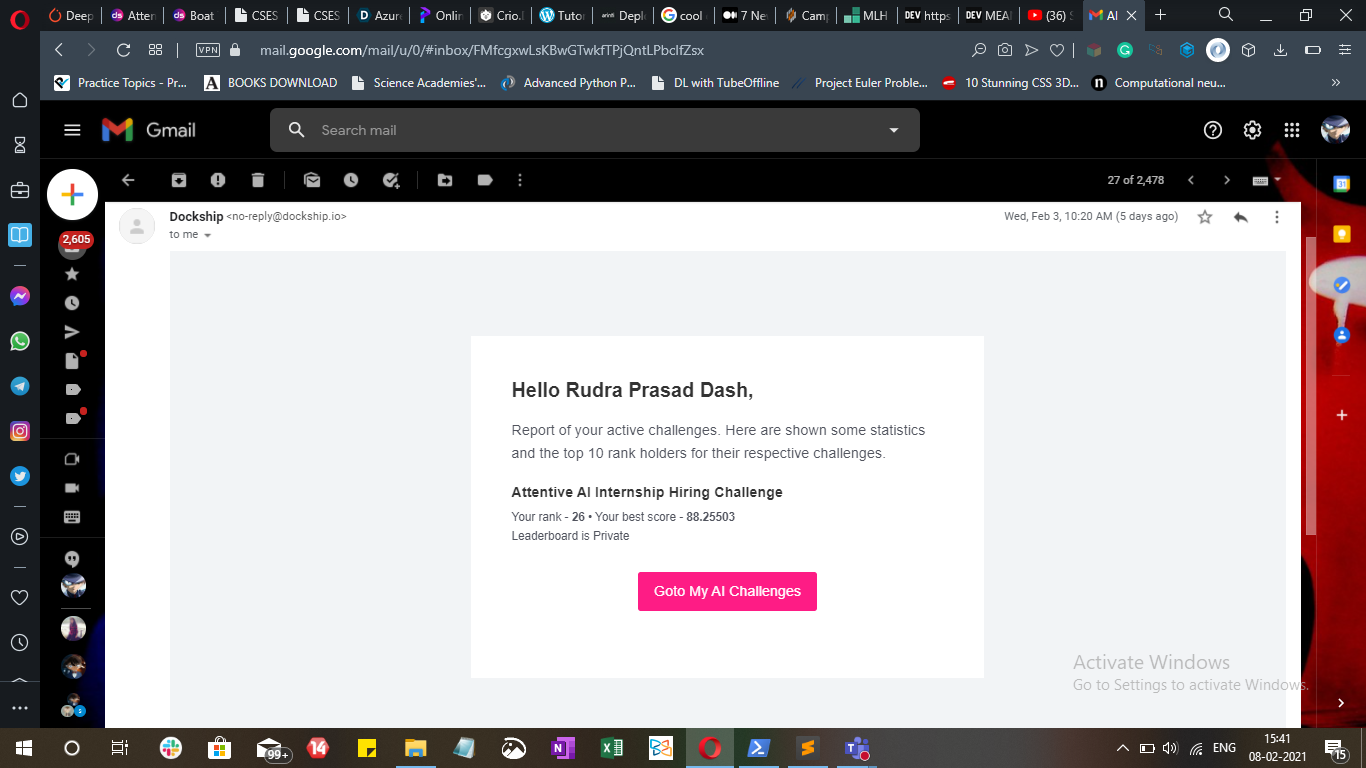 Deep
Atten
Boat
CSES
CSES
Azure
Onlin
Crio.
Tutor
Depl
cool
7 Ne
Camp
MLH
DEV https
DEV MEA
(36) S
AI
VPN
mail.google.com/mail/u/0/#inbox/FMfcgxwLsKBwGTwkfTPjQntLPbclfZsx
Practice Topics - Pr...
BOOKS DOWNLOAD
Science Academies'...
Advanced Python P...
DL with TubeOffline
Project Euler Proble...
10 Stunning CSS 3D...
Computational neu...
Gmail
Search mail
27 of 2,478
Dockship <no-reply@dockship.io>
Wed, Feb 3, 10:20 AM (5 days ago)
to me
2,605
Hello Rudra Prasad Dash,
Report of your active challenges. Here are shown some statistics
and the top 10 rank holders for their respective challenges.
Attentive AI Internship Hiring Challenge
Your rank - 26 • Your best score - 88.25503
Leaderboard is Private
Goto My AI Challenges
Activate Windows
Go to Settings to activate Windows.
99+
14
ENG
15:41
08-02-2021
15